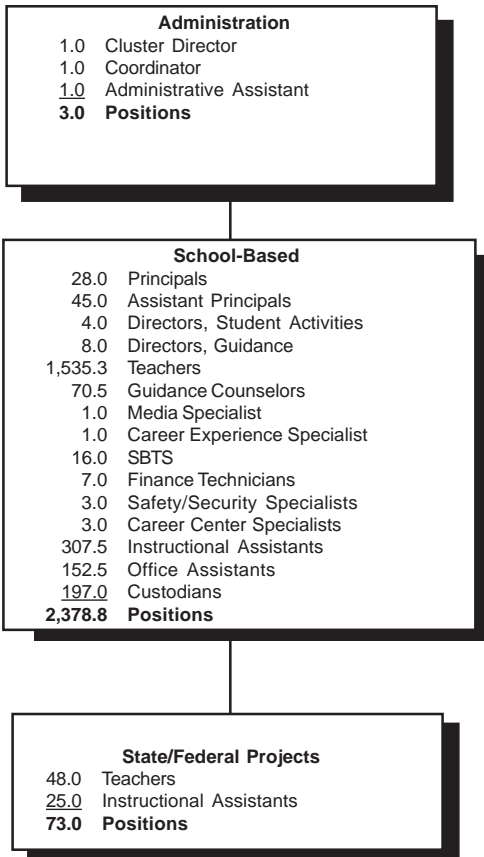 Administration
1.0 Cluster Director
1.0 Coordinator
1.0 Administrative Assistant
3.0 Positions
School-Based
28.0 Principals
45.0 Assistant Principals
4.0 Directors, Student Activities
8.0 Directors, Guidance
1,535.3 Teachers
70.5 Guidance Counselors
1.0 Media Specialist
1.0 Career Experience Specialist
16.0 SBTS
7.0 Finance Technicians
3.0 Safety/Security Specialists
3.0 Career Center Specialists
307.5 Instructional Assistants
152.5 Office Assistants
197.0 Custodians
2,378.8 Positions
State/Federal Projects
48.0 Teachers
25.0 Instructional Assistants
73.0 Positions